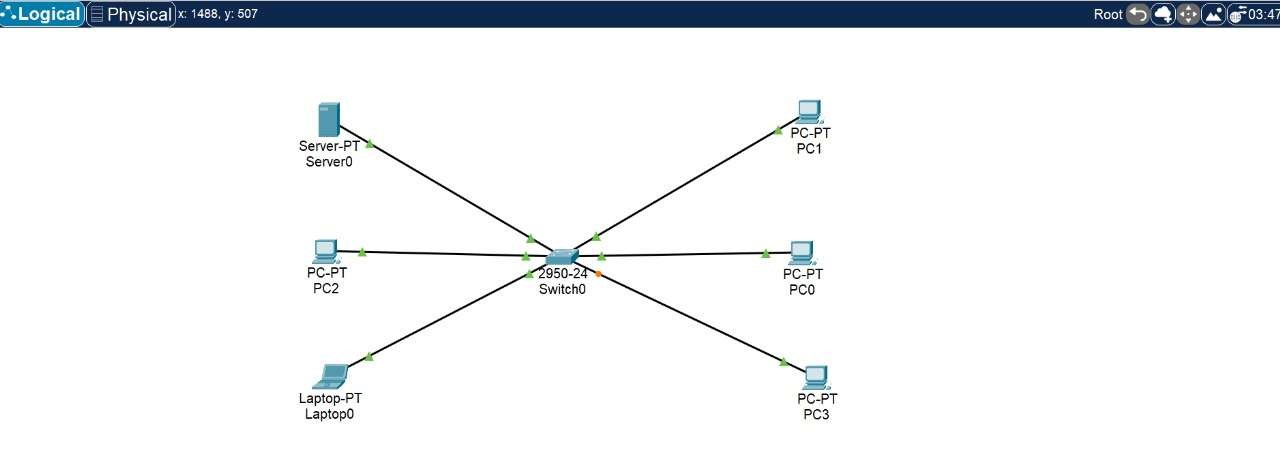 Logical Physical x: 1488, y: 507 Root 03:47
Server-PT
Server0
PC-PT
PC1
PC-PT
PC2
2950-24
Switch0
PC-PT
PC0
Laptop-PT
Laptop0
PC-PT
PC3